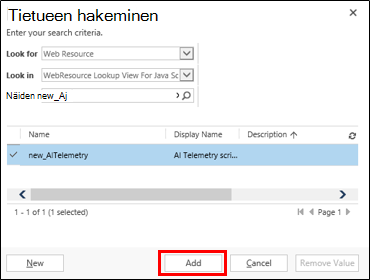 Tietueen hakeminen
Enter your search criteria.
Look for Web Resource
Look in WebResource Lookup View For Java Sc
Näiden new_Aj
Name Display Name Description
new_AITelemetry AI Telemetry scri...
1 - 1 of 1 (1 selected) Page 1
New Add Cancel Remove Value